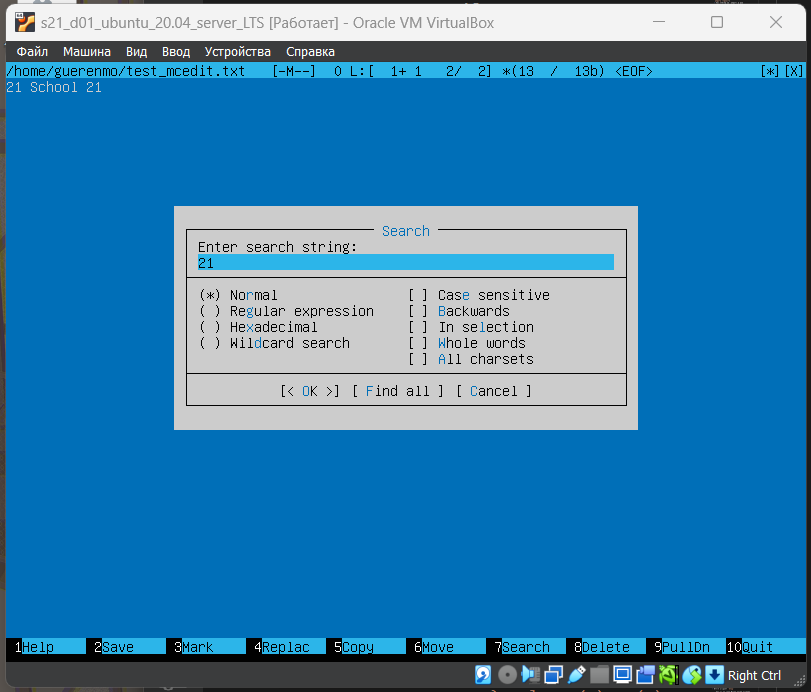 s21_d01_ubuntu_20.04_server_LTS [Работает] - Oracle VM VirtualBox
Файл Машина Вид Ввод Устройства Справка
/home/guerenmo/test_mcedit.txt [-M--] 0 L:[ 1+ 1 2/ 2] *(13 / 13b) <EOF> [*][X]
21 School 21
Search
Enter search string:
21
(*) Normal [ ] Case sensitive
( ) Regular expression [ ] Backwards
( ) Hexadecimal [ ] In selection
( ) Wildcard search [ ] Whole words
[ ] All charsets
[< OK >] [ Find all ] [ Cancel ]
1Help 2Save 3Mark 4Replac 5Copy 6Move 7Search 8Delete 9PullDn 10Quit
Right Ctrl